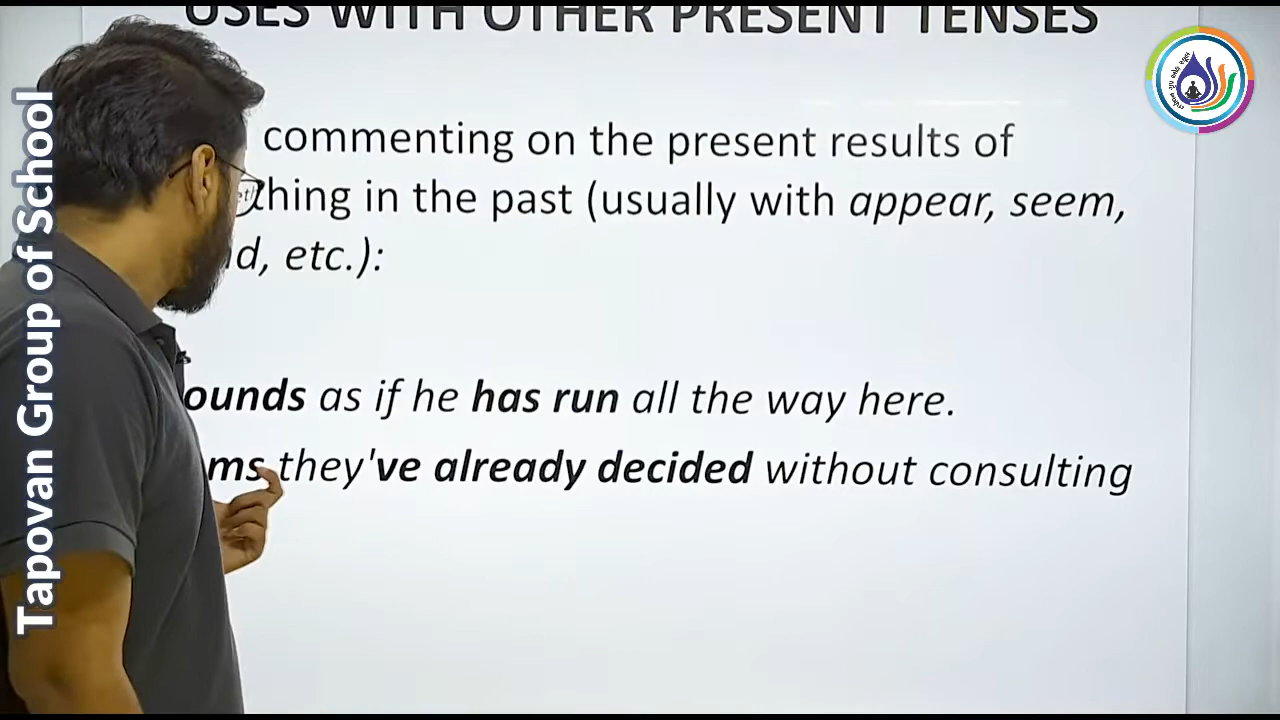 USES WITH OTHER PRESENT TENSES
commenting on the present results of
thing in the past (usually with appear, seem,
etc.):
as if he has run all the way here.
they've already decided without consulting
Tapovan Group of School